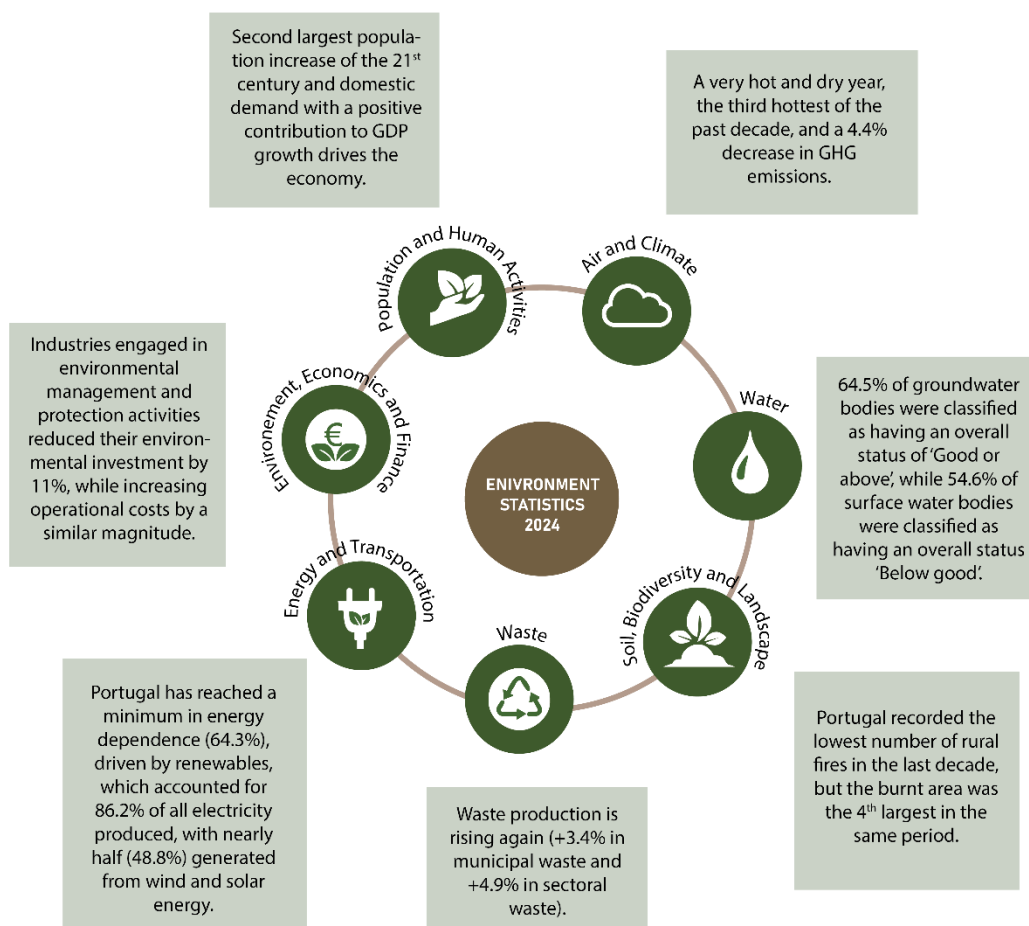 Second largest popula-
tion increase of the 21st
century and domestic
demand with a positive
contribution to GDP
growth drives the
economy.
A very hot and dry year,
the third hottest of the
past decade, and a 4.4%
decrease in GHG
emissions.
Population and Human Activities
Air and Climate
Industries engaged in
environmental
management and
protection activities
reduced their environ-
mental investment by
11%, while increasing
operational costs by a
similar magnitude.
Environement, Economics and Finance
€
Water
64.5% of groundwater
bodies were classified
as having an overall
status of ‘Good or
above’, while 54.6% of
surface water bodies
were classified as
having an overall status
‘Below good’.
ENIVRONMENT
STATISTICS
2024
Energy and Transportation
Waste
Soil, Biodiversity and Landscape
Portugal has reached a
minimum in energy
dependence (64.3%),
driven by renewables,
which accounted for
86.2% of all electricity
produced, with nearly
half (48.8%) generated
from wind and solar
energy.
Waste production is
rising again (+3.4% in
municipal waste and
+4.9% in sectoral
waste).
Portugal recorded the
lowest number of rural
fires in the last decade,
but the burnt area was
the 4th largest in the
same period.